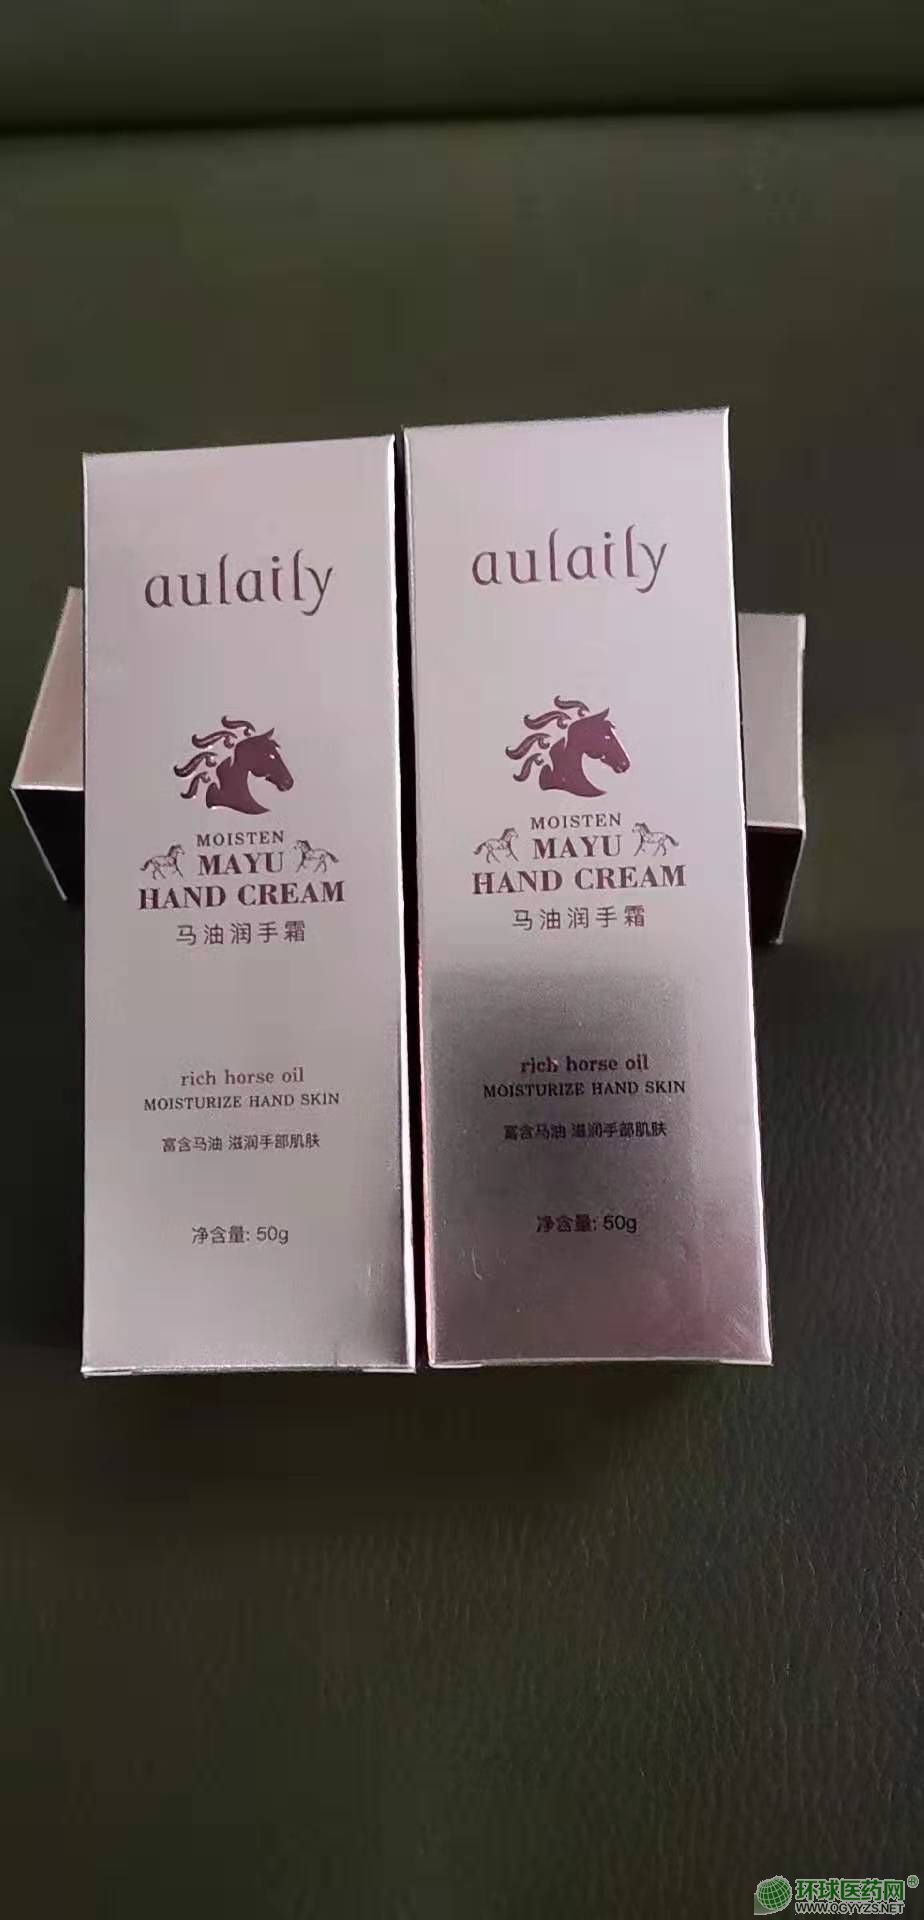 aulaily
MOISTEN
MAYU
HAND CREAM
马油润手霜
rich horse oil
MOISTURIZE HAND SKIN
富含马油 滋润手部肌肤
净含量: 50g
aulaily
MOISTEN
MAYU
HAND CREAM
马油润手霜
rich horse oil
MOISTURIZE HAND SKIN
富含马油 滋润手部肌肤
净含量: 50g
环球医药网®
WWW.QGYYZS.NET